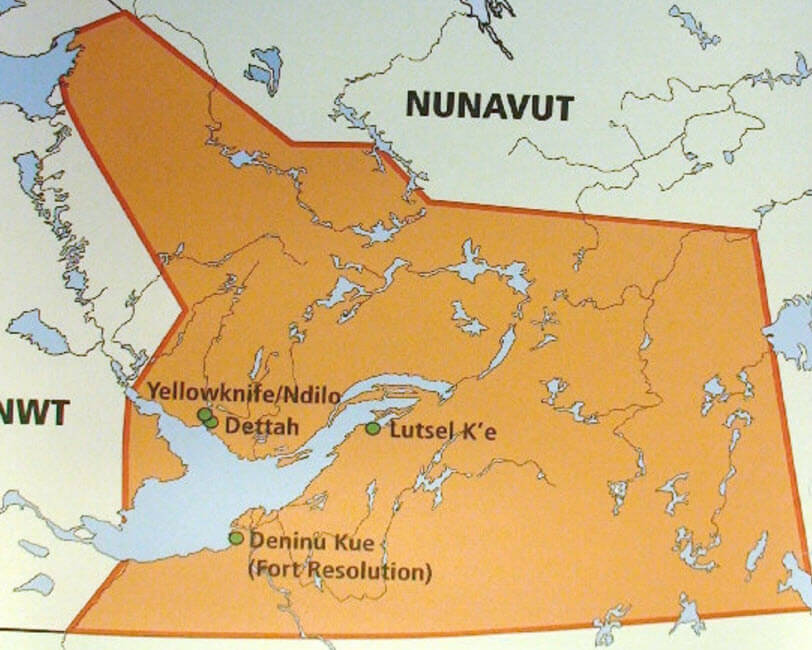 NUNAVUT
Yellowknife/Ndilo
NWT
Dettah
Lutsel K'e
Deninu Kue
(Fort Resolution)